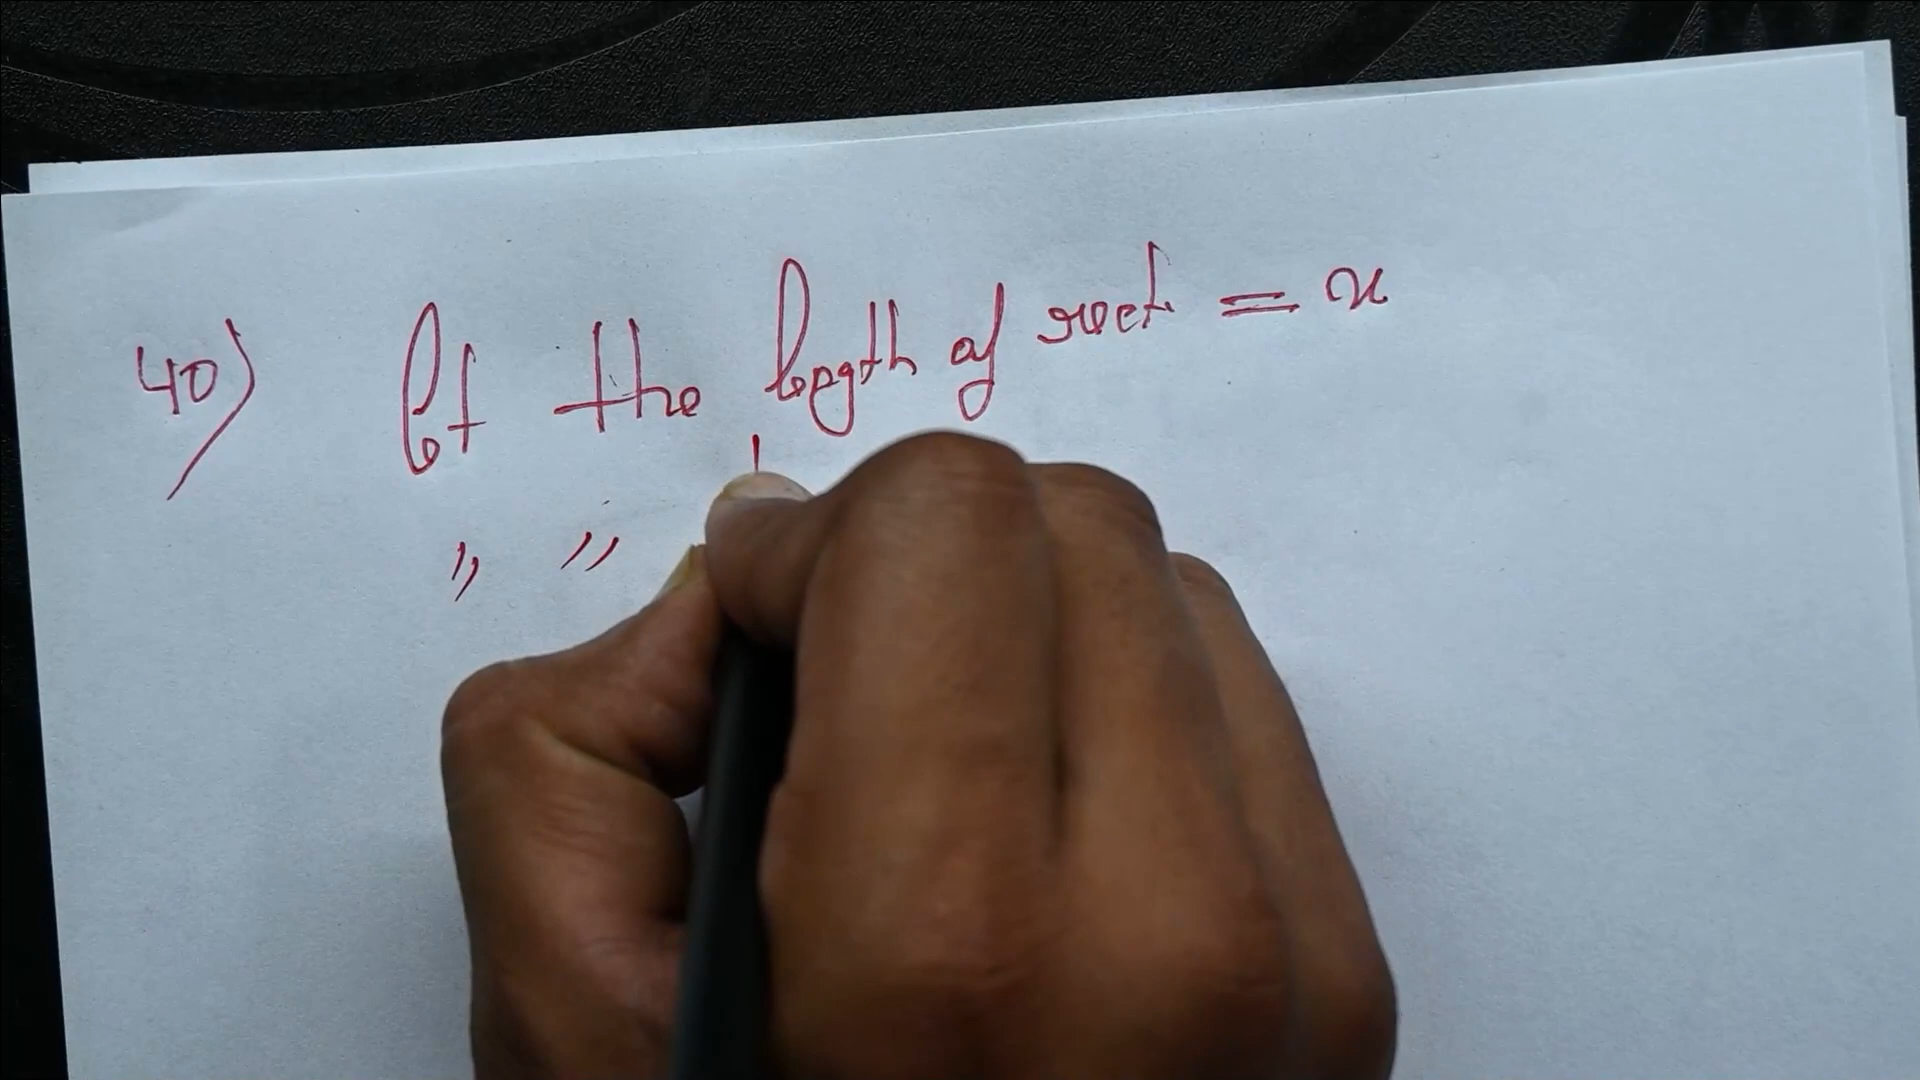 40) Let the length of rect. = x
" "